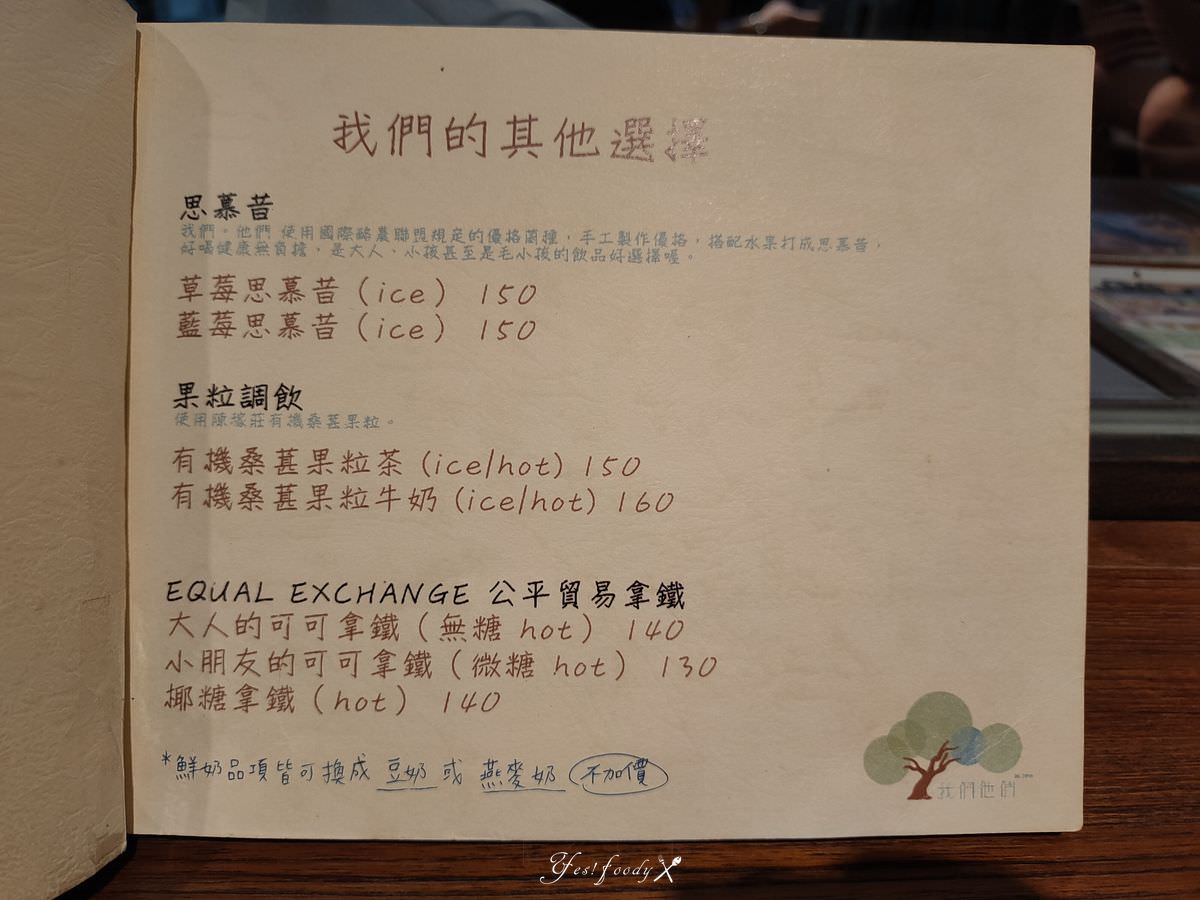 我們的其他選擇
思慕昔
我們。他們 使用國際酪農聯盟規定的優格菌種，手工製作優格，搭配水果打成思慕昔，
好喝健康無負擔，是大人、小孩甚至是毛小孩的飲品好選擇喔。
草莓思慕昔（ice） 150
藍莓思慕昔（ice） 150
果粒調飲
使用陳稼莊有機桑葚果粒。
有機桑葚果粒茶 (ice/hot) 150
有機桑葚果粒牛奶 (ice/hot) 160
EQUAL EXCHANGE 公平貿易拿鐵
大人的可可拿鐵（無糖 hot） 140
小朋友的可可拿鐵（微糖 hot） 130
椰糖拿鐵（hot） 140
*鮮奶品項皆可換成 豆奶 或 燕麥奶 不加價
我們他們
Yes!foody